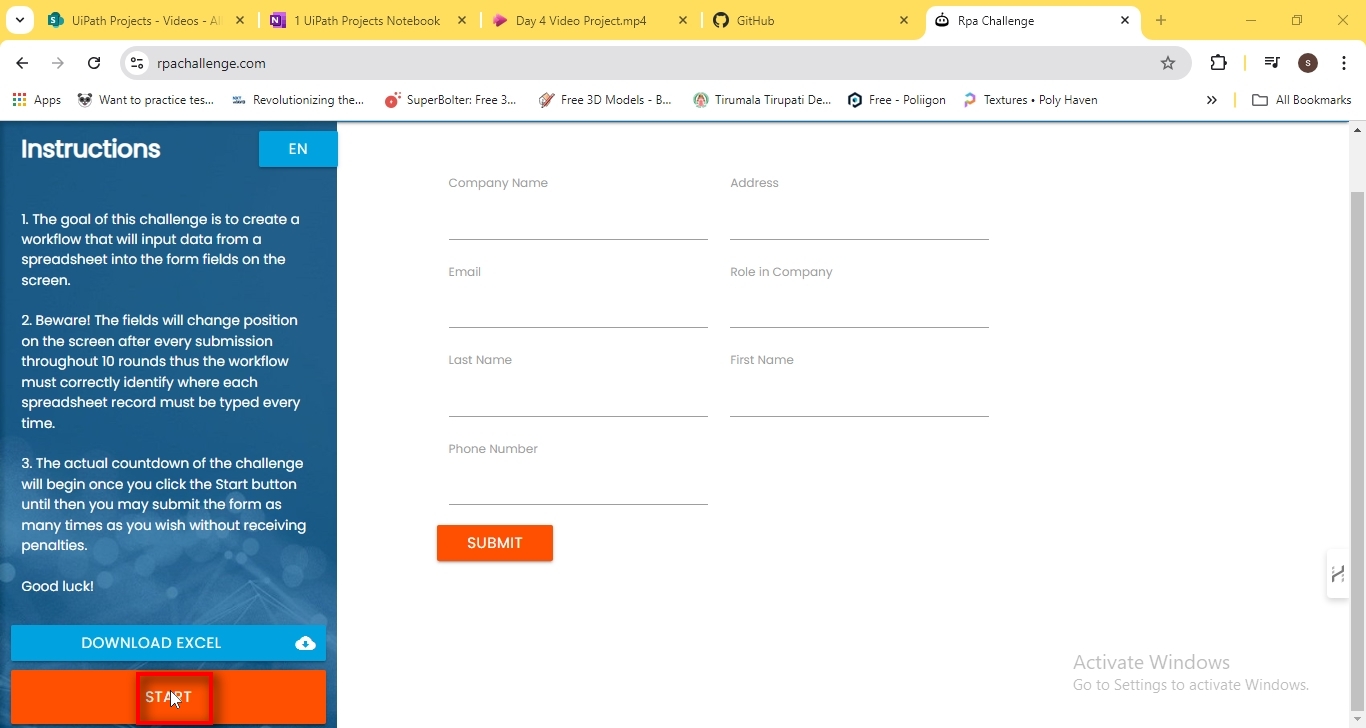 UiPath Projects - Videos - Al
1 UiPath Projects Notebook
Day 4 Video Project.mp4
GitHub
Rpa Challenge
rpachallenge.com
S
Apps
Want to practice tes...
Revolutionizing the...
SuperBolter: Free 3...
Free 3D Models - B...
Tirumala Tirupati De...
Free - Poliigon
Textures • Poly Haven
All Bookmarks
Instructions
EN
1. The goal of this challenge is to create a
workflow that will input data from a
spreadsheet into the form fields on the
screen.
2. Beware! The fields will change position
on the screen after every submission
throughout 10 rounds thus the workflow
must correctly identify where each
spreadsheet record must be typed every
time.
3. The actual countdown of the challenge
will begin once you click the Start button
until then you may submit the form as
many times as you wish without receiving
penalties.
Good luck!
DOWNLOAD EXCEL
START
Company Name
Address
Email
Role in Company
Last Name
First Name
Phone Number
SUBMIT
Activate Windows
Go to Settings to activate Windows.